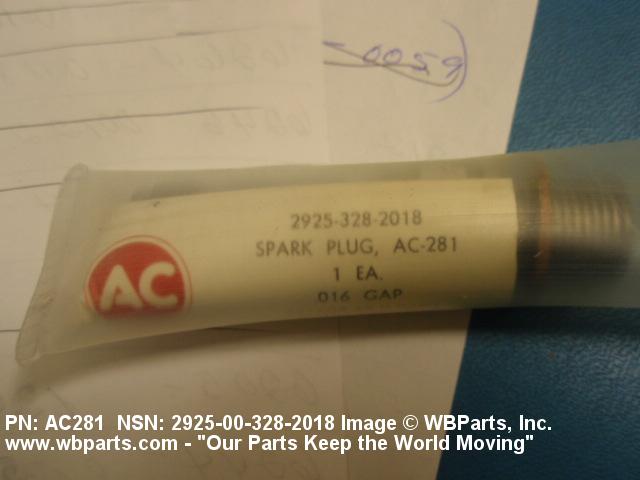 0059
2925-328-2018
SPARK PLUG, AC-281
1 EA.
016 GAP
AC
PN: AC281 NSN: 2925-00-328-2018 Image © WBParts, Inc.
www.wbparts.com - "Our Parts Keep the World Moving"